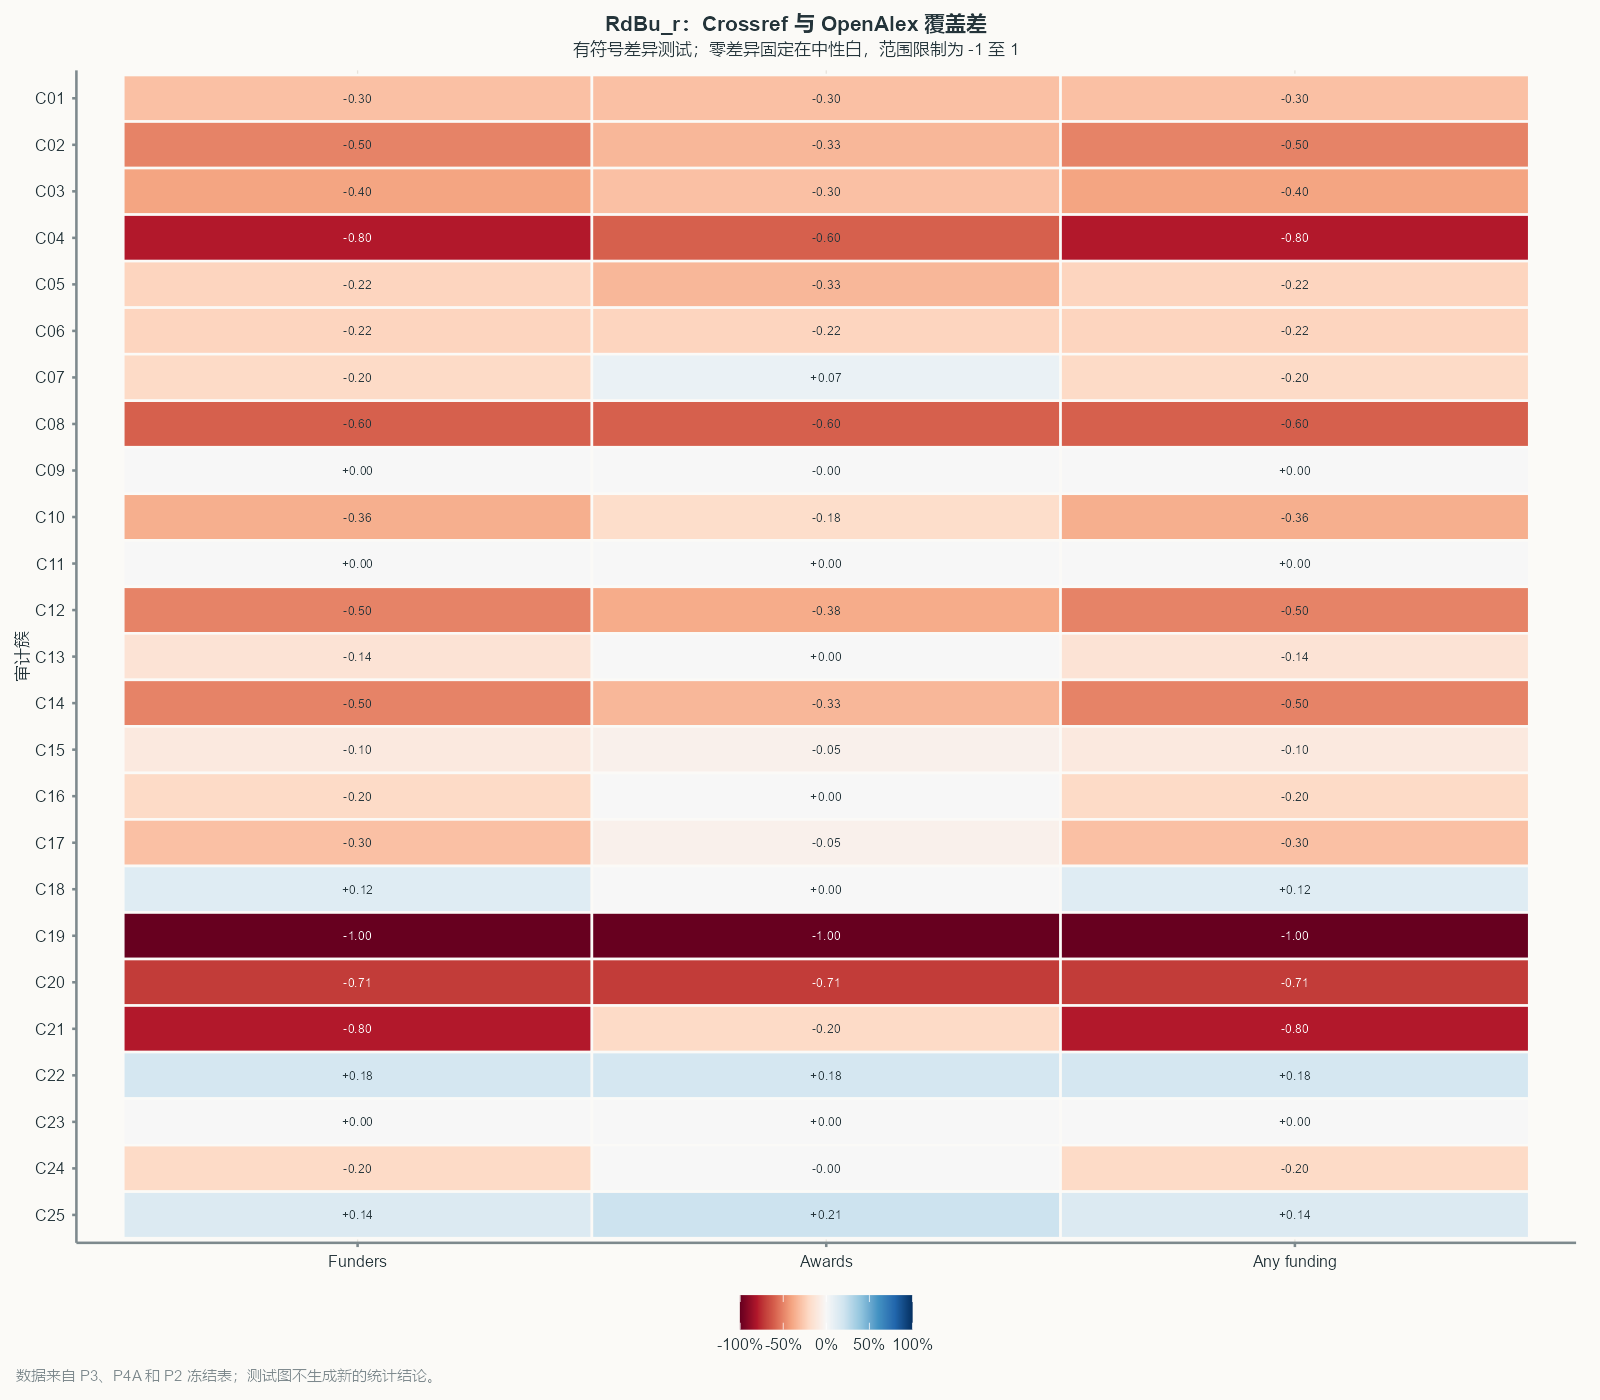 RdBu_r：Crossref 与 OpenAlex 覆盖差
有符号差异测试；零差异固定在中性白，范围限制为 -1 至 1
审计簇
C01 -0.30 -0.30 -0.30
C02 -0.50 -0.33 -0.50
C03 -0.40 -0.30 -0.40
C04 -0.80 -0.60 -0.80
C05 -0.22 -0.33 -0.22
C06 -0.22 -0.22 -0.22
C07 -0.20 +0.07 -0.20
C08 -0.60 -0.60 -0.60
C09 +0.00 -0.00 +0.00
C10 -0.36 -0.18 -0.36
C11 +0.00 +0.00 +0.00
C12 -0.50 -0.38 -0.50
C13 -0.14 +0.00 -0.14
C14 -0.50 -0.33 -0.50
C15 -0.10 -0.05 -0.10
C16 -0.20 +0.00 -0.20
C17 -0.30 -0.05 -0.30
C18 +0.12 +0.00 +0.12
C19 -1.00 -1.00 -1.00
C20 -0.71 -0.71 -0.71
C21 -0.80 -0.20 -0.80
C22 +0.18 +0.18 +0.18
C23 +0.00 +0.00 +0.00
C24 -0.20 -0.00 -0.20
C25 +0.14 +0.21 +0.14
Funders Awards Any funding
-100% -50% 0% 50% 100%
数据来自 P3、P4A 和 P2 冻结表；测试图不生成新的统计结论。